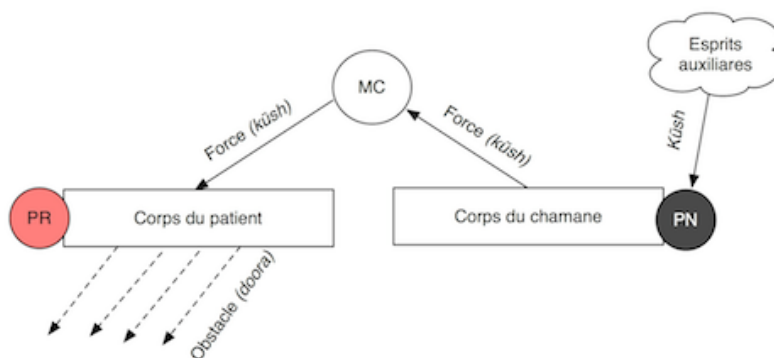 Esprits
auxiliares
MC
Force (kŭsh)
Force (kŭsh)
Kŭsh
PR
Corps du patient
Corps du chamane
PN
Obstacle (doora)